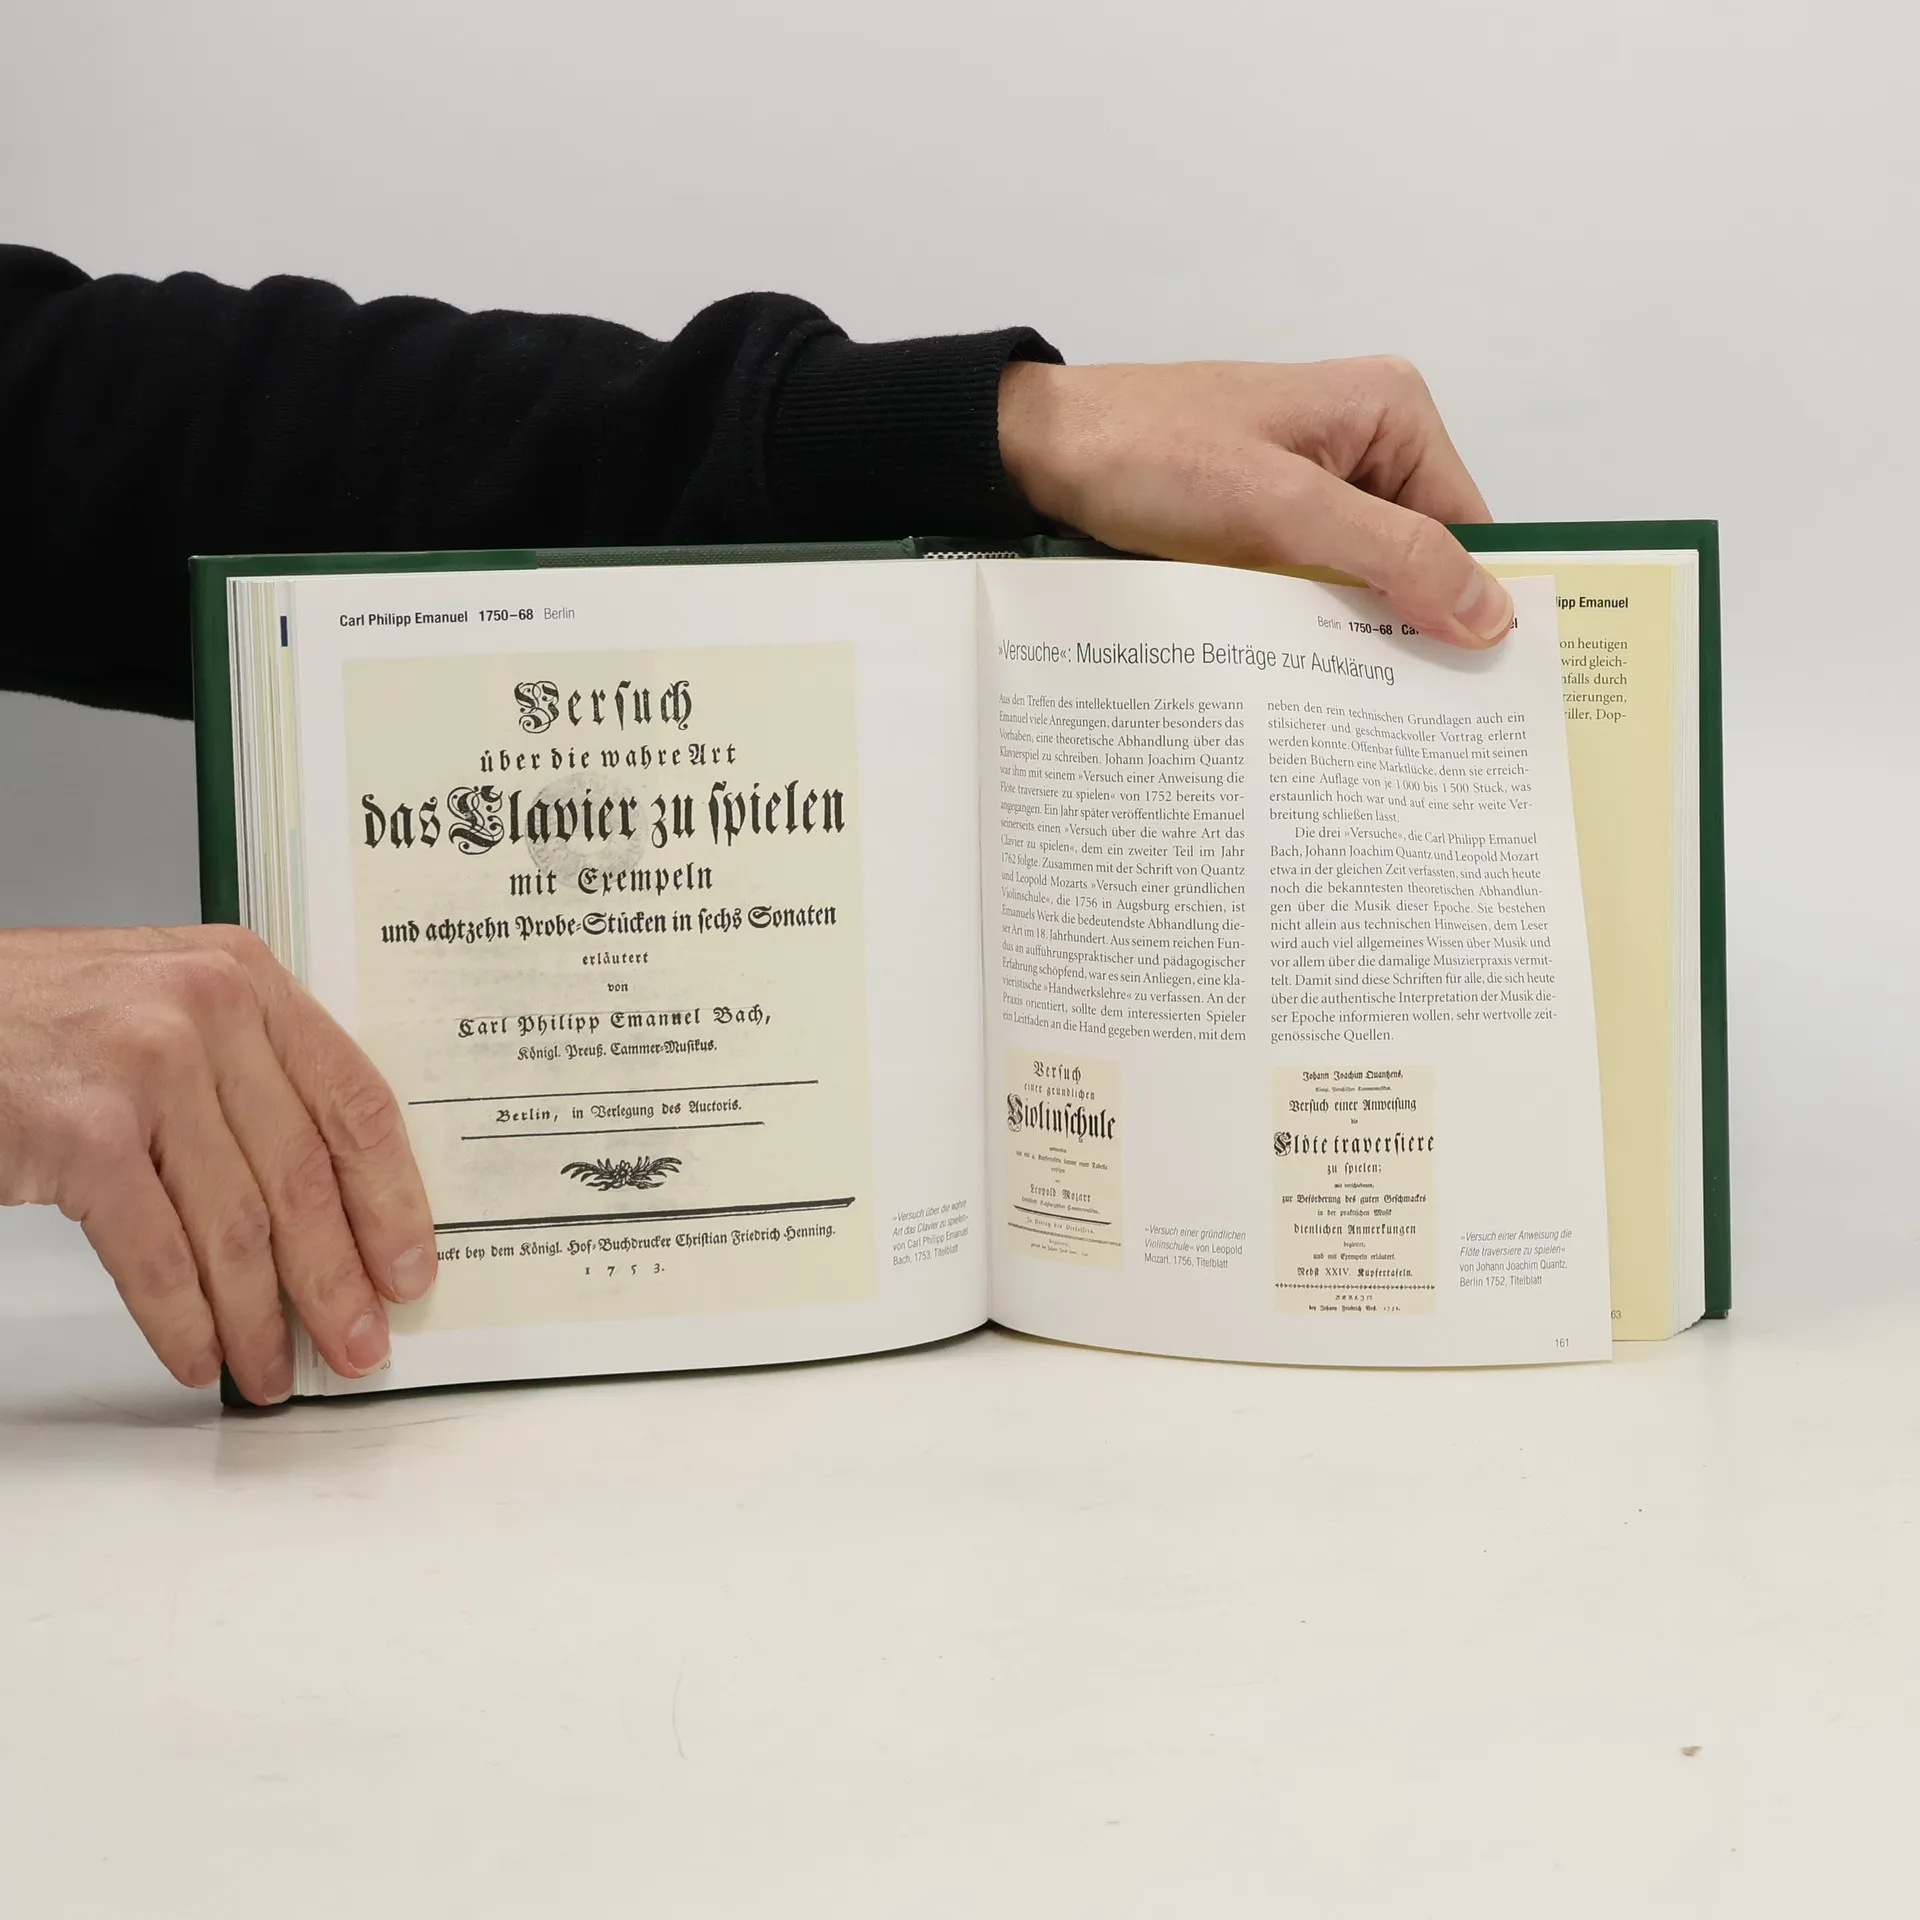 Carl Philipp Emanuel 1750–68 Berlin
Versuch
über die wahre Art
das Clavier zu spielen
mit Exempeln
und achtzehn Probe-Stücken in sechs Sonaten
erläutert
von
Carl Philipp Emanuel Bach,
Königl. Preuß. Cammer-Musikus.
Berlin, in Verlegung des Auctoris.
uckt bey dem Königl. Hof-Buchdrucker Christian Friedrich Henning.
1 7 5 3.
»Versuch über die wahre
Art das Clavier zu spielen«
von Carl Philipp Emanuel
Bach, 1753, Titelblatt
Berlin 1750–68
»Versuche«: Musikalische Beiträge zur Aufklärung
Aus den Treffen des intellektuellen Zirkels gewann
Emanuel viele Anregungen, darunter besonders das
Vorhaben, eine theoretische Abhandlung über das
Klavierspiel zu schreiben. Johann Joachim Quantz
war ihm mit seinem »Versuch einer Anweisung die
Flöte traversiere zu spielen« von 1752 bereits vor-
angegangen. Ein Jahr später veröffentlichte Emanuel
seinerseits einen »Versuch über die wahre Art das
Clavier zu spielen«, dem ein zweiter Teil im Jahr
1762 folgte. Zusammen mit der Schrift von Quantz
und Leopold Mozarts »Versuch einer gründlichen
Violinschule«, die 1756 in Augsburg erschien, ist
Emanuels Werk die bedeutendste Abhandlung die-
ser Art im 18. Jahrhundert. Aus seinem reichen Fun-
dus an aufführungspraktischer und pädagogischer
Erfahrung schöpfend, war es sein Anliegen, eine kla-
vieristische »Handwerkslehre« zu verfassen. An der
Praxis orientiert, sollte dem interessierten Spieler
ein Leitfaden an die Hand gegeben werden, mit dem
neben den rein technischen Grundlagen auch ein
stilsicherer und geschmackvoller Vortrag erlernt
werden konnte. Offenbar füllte Emanuel mit seinen
beiden Büchern eine Marktlücke, denn sie erreich-
ten eine Auflage von je 1000 bis 1500 Stück, was
erstaunlich hoch war und auf eine sehr weite Ver-
breitung schließen lässt.
Die drei »Versuche«, die Carl Philipp Emanuel
Bach, Johann Joachim Quantz und Leopold Mozart
etwa in der gleichen Zeit verfassten, sind auch heute
noch die bekanntesten theoretischen Abhandlun-
gen über die Musik dieser Epoche. Sie bestehen
nicht allein aus technischen Hinweisen, dem Leser
wird auch viel allgemeines Wissen über Musik und
vor allem über die damalige Musizierpraxis vermit-
telt. Damit sind diese Schriften für alle, die sich heute
über die authentische Interpretation der Musik die-
ser Epoche informieren wollen, sehr wertvolle zeit-
genössische Quellen.
Versuch
einer gründlichen
Violinschule
Leopold Mozart
»Versuch einer gründlichen
Violinschule« von Leopold
Mozart, 1756, Titelblatt
Johann Joachim Quantzens,
Versuch einer Anweisung
die
Flöte traversiere
zu spielen;
zur Beförderung des guten Geschmackes
in der praktischen Musik
dienlichen Anmerkungen
begleitet,
und mit Exempeln erläutert.
Nebst XXIV. Kupfertafeln.
BERLIN
»Versuch einer Anweisung die
Flöte traversiere zu spielen«
von Johann Joachim Quantz,
Berlin 1752, Titelblatt
161
ipp Emanuel
on heutigen
wird gleich-
nfalls durch
rzierungen,
riller, Dop-
63